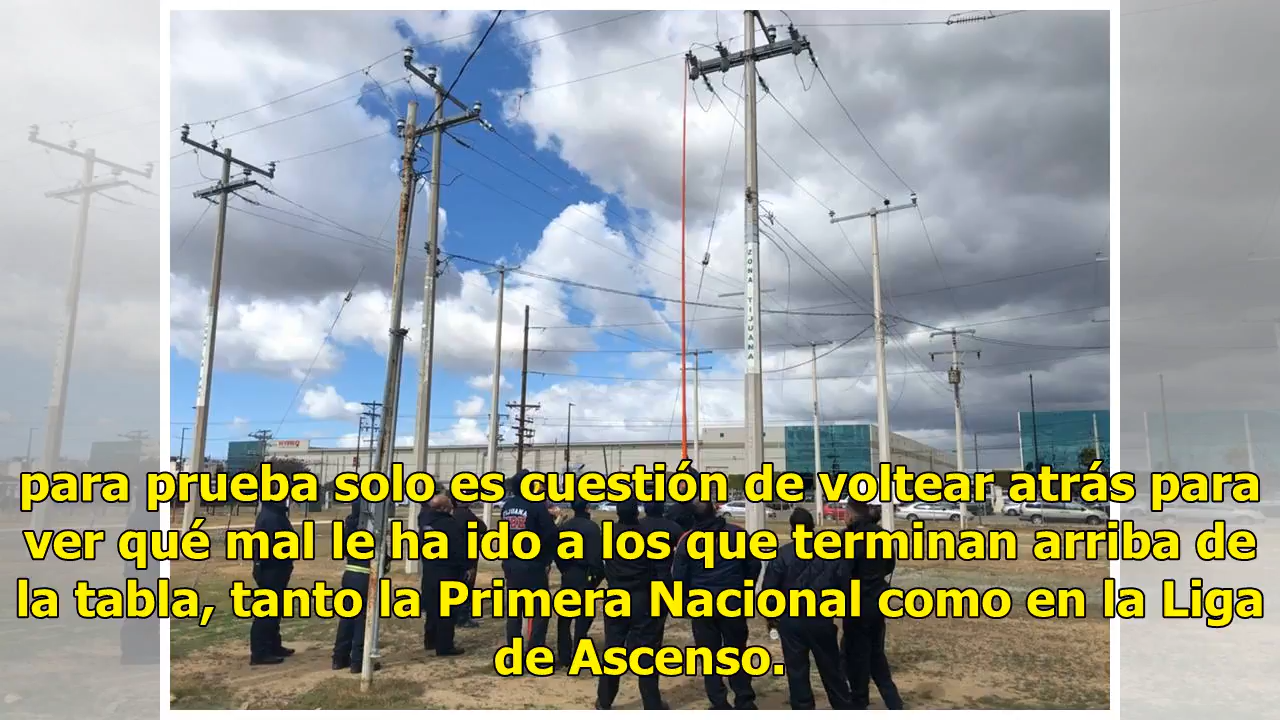 ZONA TIJUANA
TIJUANA
para prueba solo es cuestión de voltear atrás para
ver qué mal le ha ido a los que terminan arriba de
la tabla, tanto la Primera Nacional como en la Liga
de Ascenso.